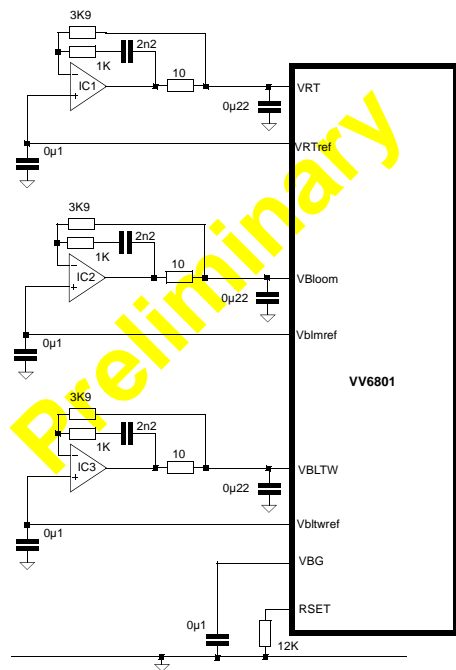 3K9
2n2
1K
10
IC1
VRT
0µ22
VRTref
0µ1
3K9
2n2
1K
10
IC2
VBloom
0µ22
Vblmref
0µ1
VV6801
3K9
2n2
1K
10
IC3
VBLTW
0µ22
Vbltwref
0µ1
VBG
RSET
0µ1
12K
Preliminary